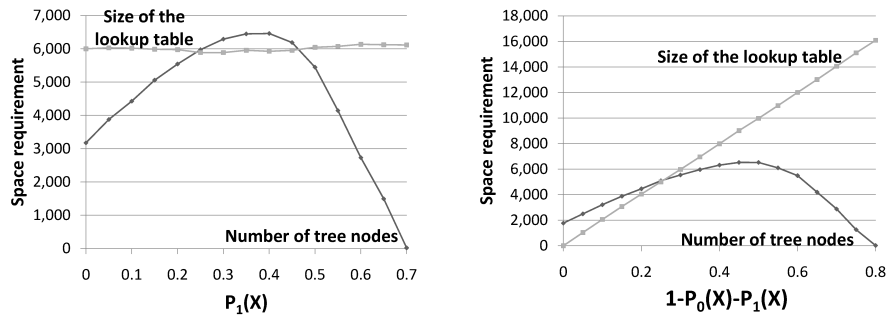 Size of the
lookup table
7,000
6,000
5,000
4,000
3,000
2,000
1,000
0
Space requirement
Number of tree nodes
0 0.1 0.2 0.3 0.4 0.5 0.6 0.7
P1(X)
18,000
16,000
14,000
12,000
10,000
8,000
6,000
4,000
2,000
0
Space requirement
Size of the lookup table
Number of tree nodes
0 0.2 0.4 0.6 0.8
1-P0(X)-P1(X)